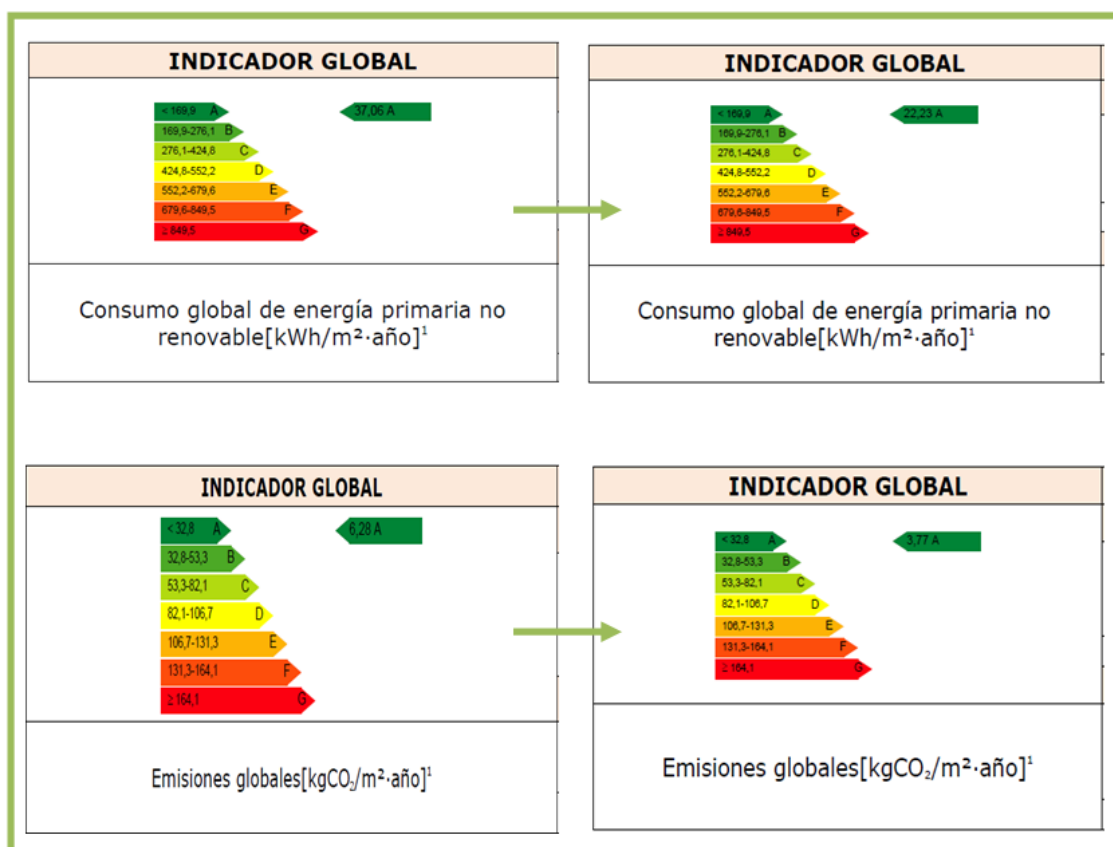 INDICADOR GLOBAL
< 169,9 A
37,06 A
169,9-276,1 B
276,1-424,8 C
424,8-552,2 D
552,2-679,6 E
679,6-849,5 F
≥ 849,5 G
Consumo global de energía primaria no
renovable[kWh/m²·año]¹
INDICADOR GLOBAL
< 169,9 A
22,23 A
169,9-276,1 B
276,1-424,8 C
424,8-552,2 D
552,2-679,6 E
679,6-849,5 F
≥ 849,5 G
Consumo global de energía primaria no
renovable[kWh/m²·año]¹
INDICADOR GLOBAL
< 32,8 A
6,28 A
32,8-53,3 B
53,3-82,1 C
82,1-106,7 D
106,7-131,3 E
131,3-164,1 F
≥ 164,1 G
Emisiones globales[kgCO₂/m²·año]¹
INDICADOR GLOBAL
< 32,8 A
3,77 A
32,8-53,3 B
53,3-82,1 C
82,1-106,7 D
106,7-131,3 E
131,3-164,1 F
≥ 164,1 G
Emisiones globales[kgCO₂/m²·año]¹